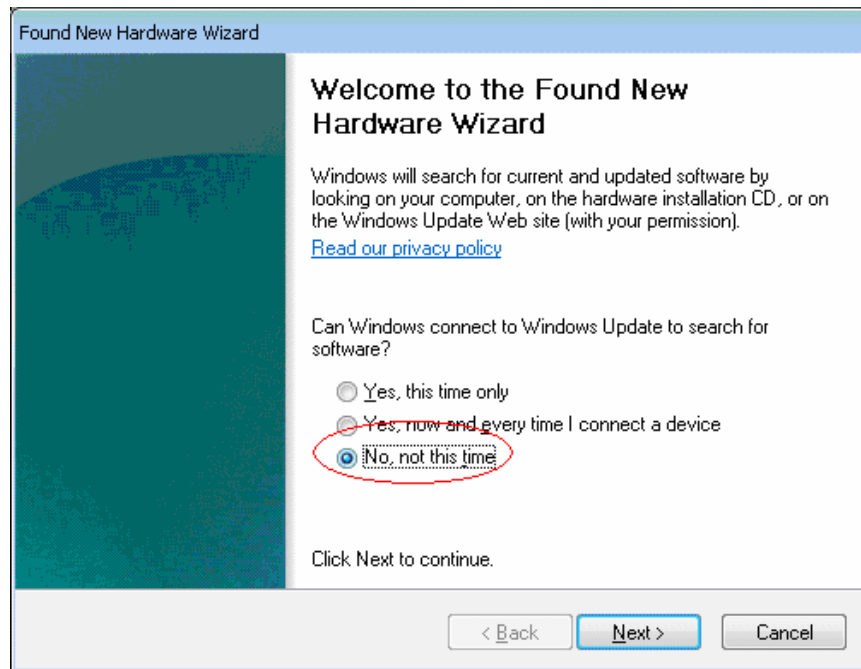 Found New Hardware Wizard
Welcome to the Found New
Hardware Wizard
Windows will search for current and updated software by
looking on your computer, on the hardware installation CD, or on
the Windows Update Web site (with your permission).
Read our privacy policy
Can Windows connect to Windows Update to search for
software?
Yes, this time only
Yes, now and every time I connect a device
No, not this time
Click Next to continue.
< Back Next > Cancel